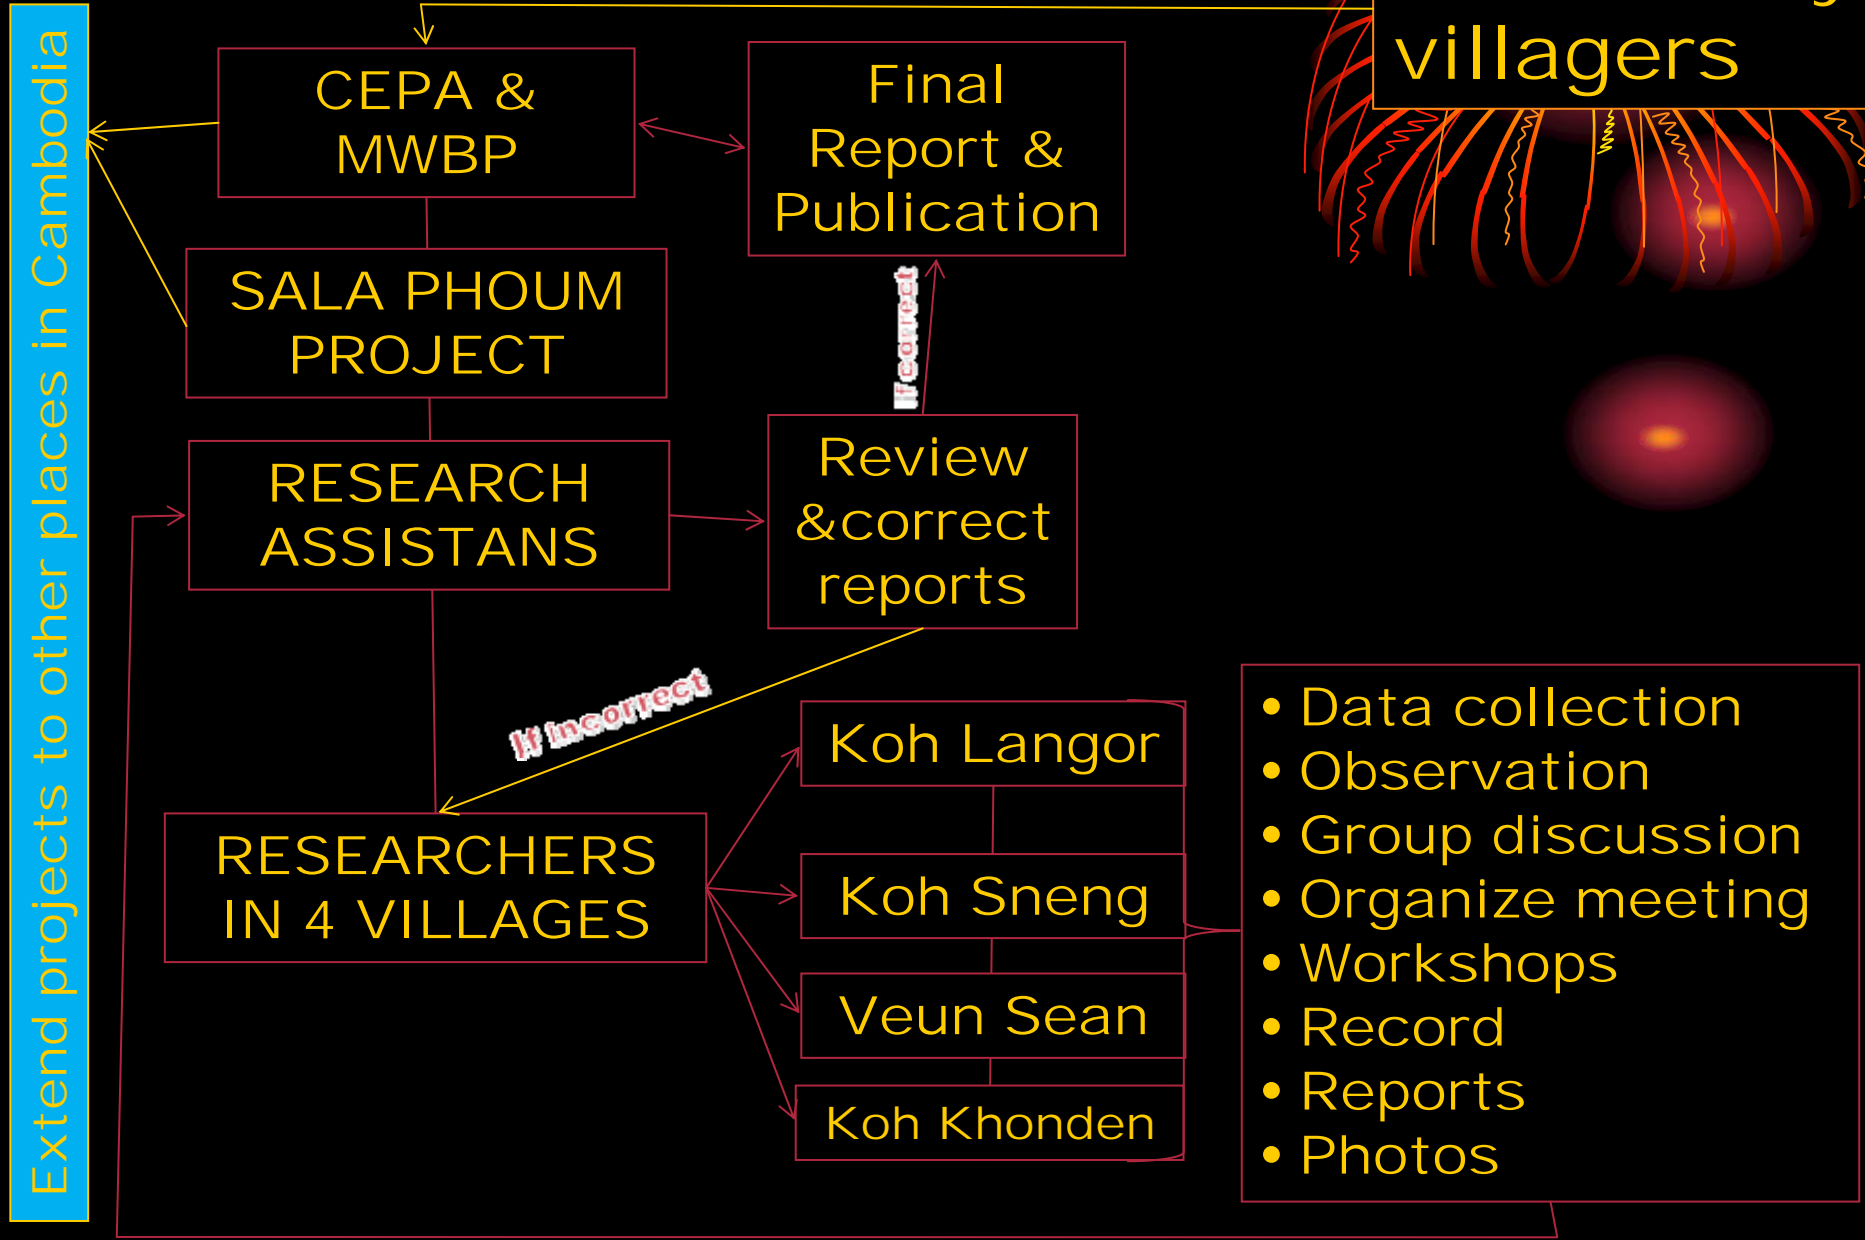 villagers
Extend projects to other places in Cambodia
CEPA &
MWBP
Final
Report &
Publication
SALA PHOUM
PROJECT
If correct
RESEARCH
ASSISTANS
Review
&correct
reports
If incorrect
RESEARCHERS
IN 4 VILLAGES
Koh Langor
Koh Sneng
Veun Sean
Koh Khonden
• Data collection
• Observation
• Group discussion
• Organize meeting
• Workshops
• Record
• Reports
• Photos